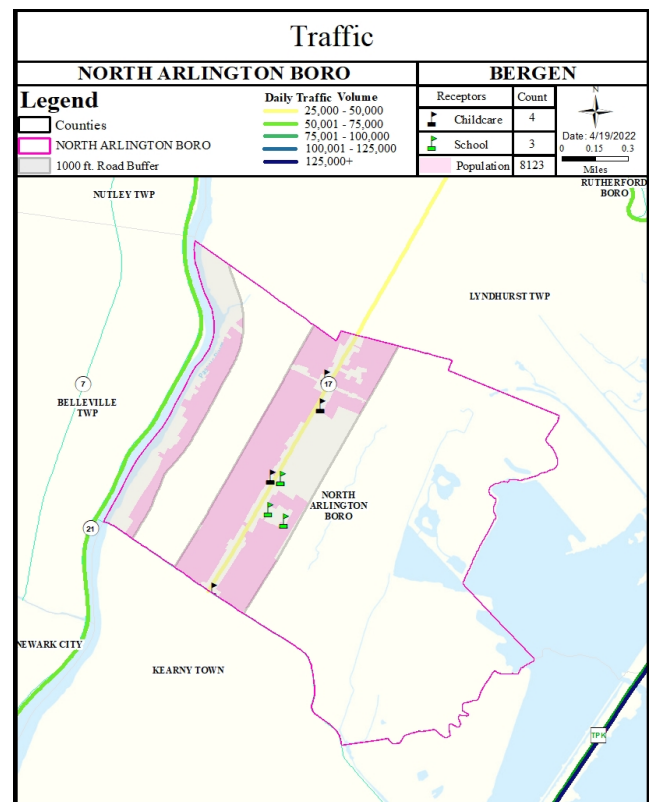 Traffic
NORTH ARLINGTON BORO
BERGEN
Legend
Counties
NORTH ARLINGTON BORO
1000 ft. Road Buffer
Daily Traffic Volume
25,000 - 50,000
50,001 - 75,000
75,001 - 100,000
100,001 - 125,000
125,000+
Receptors Count
Childcare 4
School 3
Population 8123
N
Date: 4/19/2022
0 0.15 0.3
Miles
NUTLEY TWP
RUTHERFORD
BORO
LYNDHURST TWP
17
7
BELLEVILLE
TWP
NORTH
ARLINGTON
BORO
21
NEWARK CITY
KEARNY TOWN
TPK